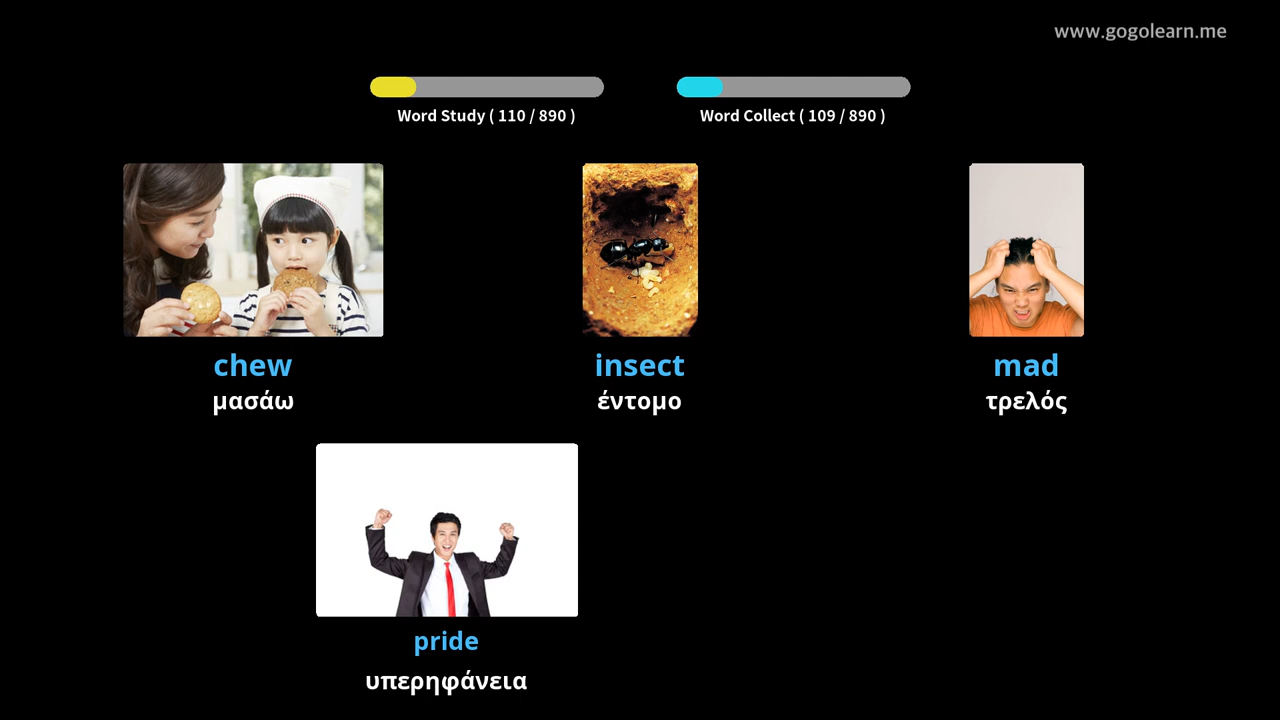 www.gogolearn.me
Word Study ( 110 / 890 )
Word Collect ( 109 / 890 )
chew
μασάω
insect
έντομο
mad
τρελός
pride
υπερηφάνεια